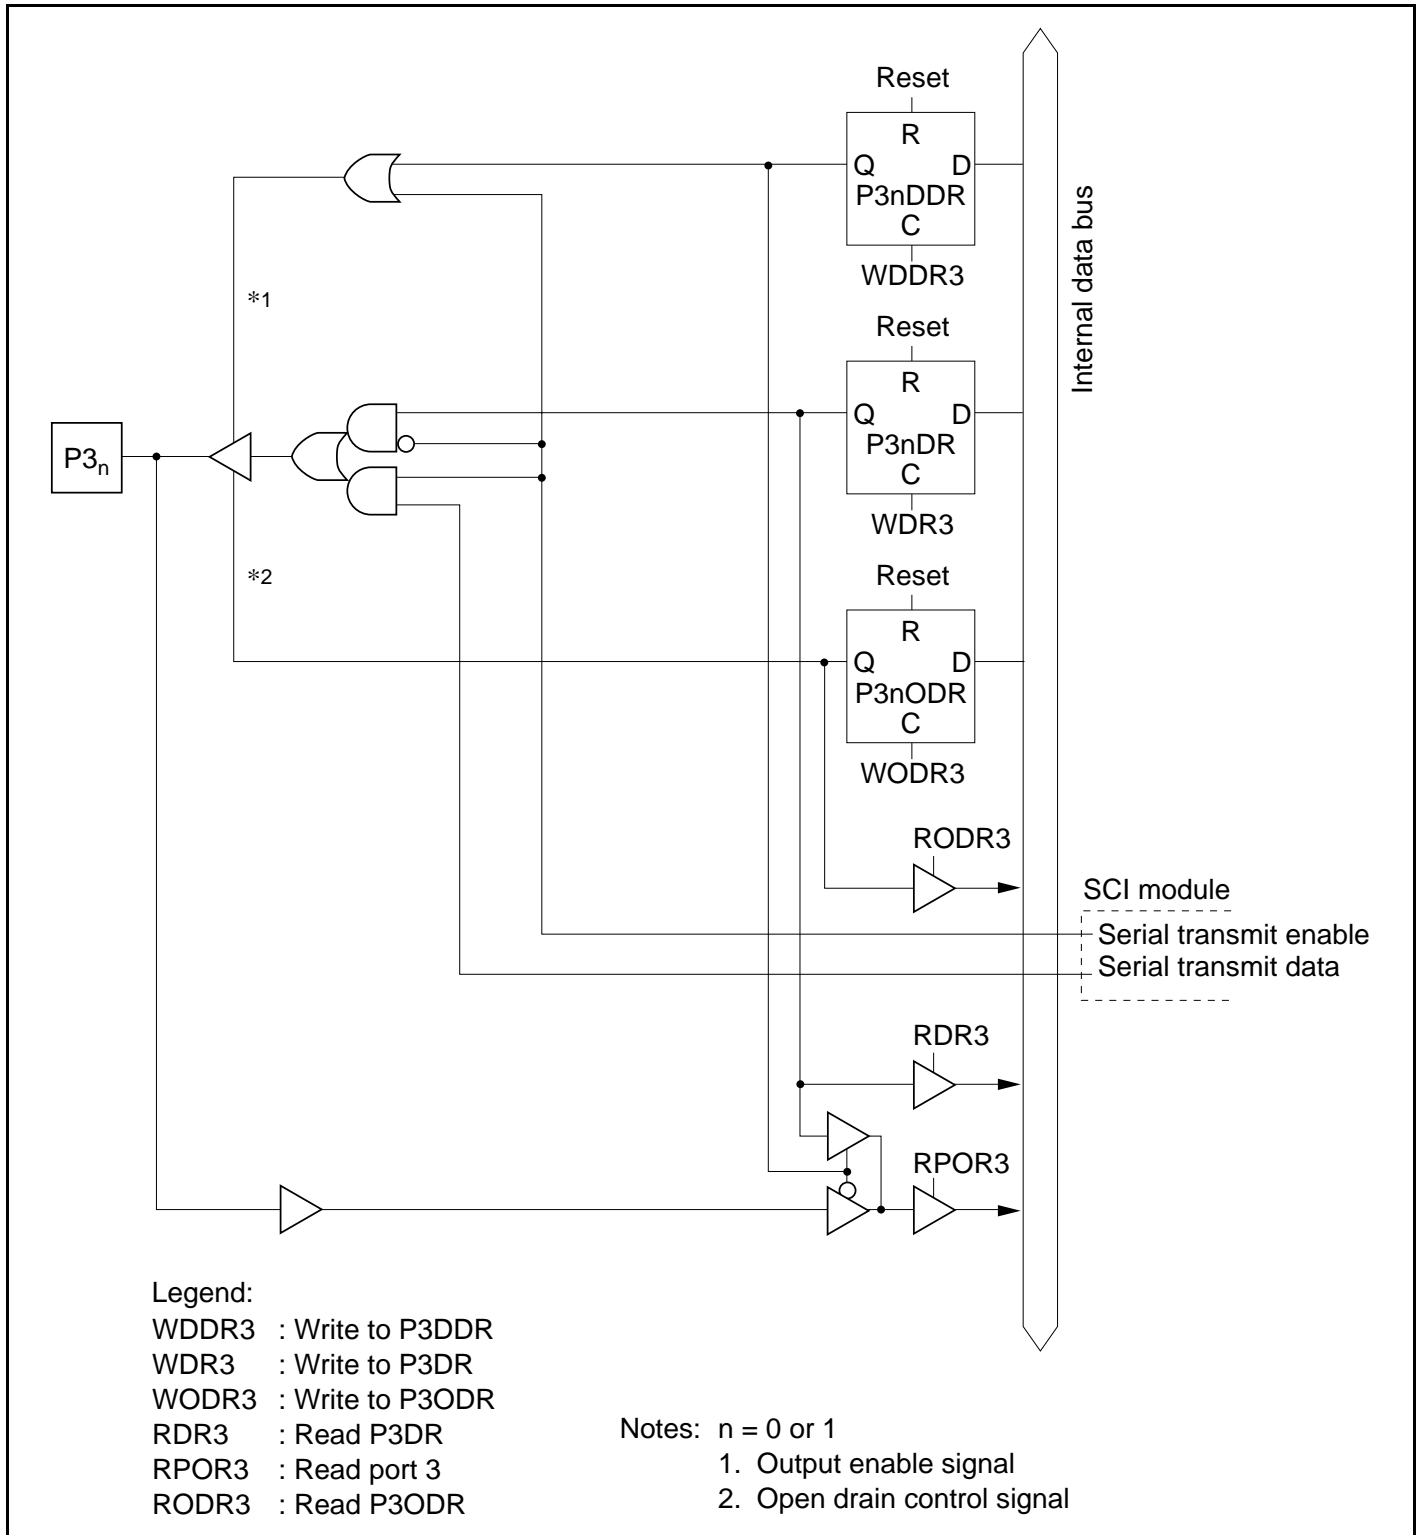 Reset
R
Q D
P3nDDR
C
WDDR3
Internal data bus
*1
Reset
R
Q D
P3nDR
C
WDR3
P3n
*2
Reset
R
Q D
P3nODR
C
WODR3
RODR3
SCI module
Serial transmit enable
Serial transmit data
RDR3
RPOR3
Legend:
WDDR3 : Write to P3DDR
WDR3 : Write to P3DR
WODR3 : Write to P3ODR
RDR3 : Read P3DR
RPOR3 : Read port 3
RODR3 : Read P3ODR
Notes: n = 0 or 1
1. Output enable signal
2. Open drain control signal